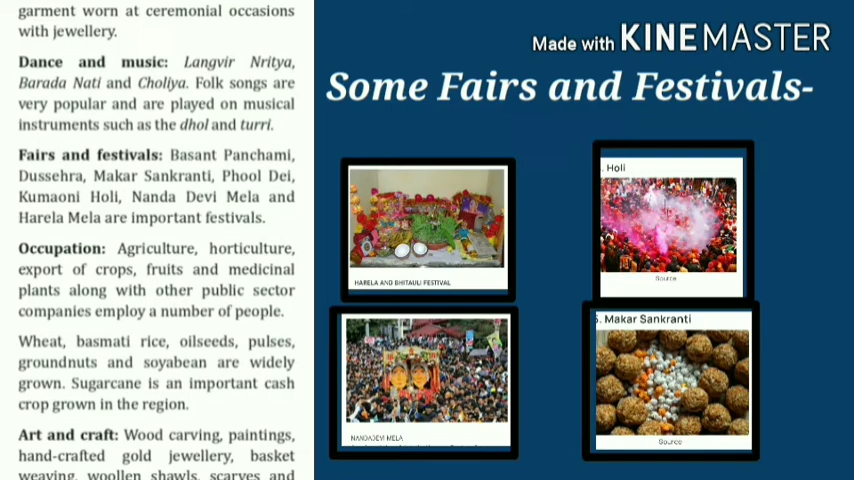 garment worn at ceremonial occasions
with jewellery.
Dance and music: Langvir Nritya,
Barada Nati and Choliya. Folk songs are
very popular and are played on musical
instruments such as the dhol and turri.
Fairs and festivals: Basant Panchami,
Dussehra, Makar Sankranti, Phool Dei,
Kumaoni Holi, Nanda Devi Mela and
Harela Mela are important festivals.
Occupation: Agriculture, horticulture,
export of crops, fruits and medicinal
plants along with other public sector
companies employ a number of people.
Wheat, basmati rice, oilseeds, pulses,
groundnuts and soyabean are widely
grown. Sugarcane is an important cash
crop grown in the region.
Art and craft: Wood carving, paintings,
hand-crafted gold jewellery, basket
weaving, woollen shawls, scarves and
Made with KINEMASTER
Some Fairs and Festivals-
HARELA AND BHITAULI FESTIVAL
. Holi
Source
NANDADEVI MELA
. Makar Sankranti
Source